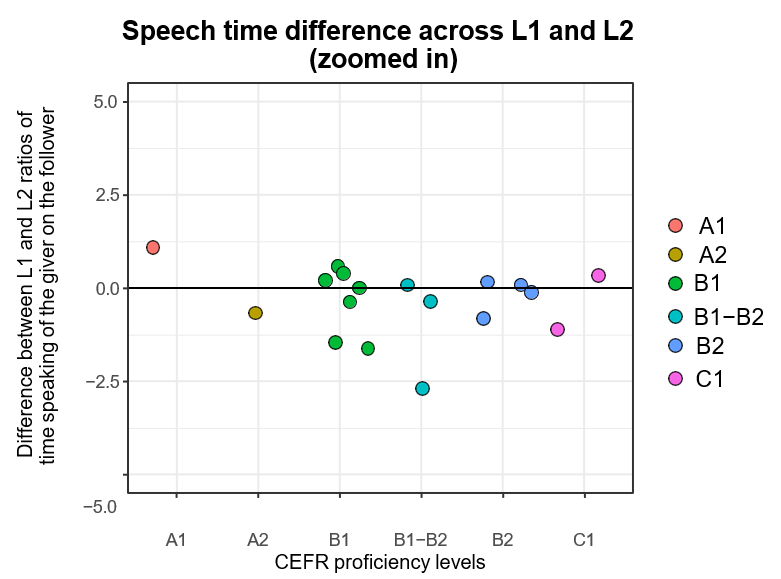 Speech time difference across L1 and L2
(zoomed in)
Difference between L1 and L2 ratios of
time speaking of the giver on the follower
5.0
2.5
0.0
−2.5
−5.0
A1
A2
B1
B1−B2
B2
C1
CEFR proficiency levels
A1
A2
B1
B1−B2
B2
C1